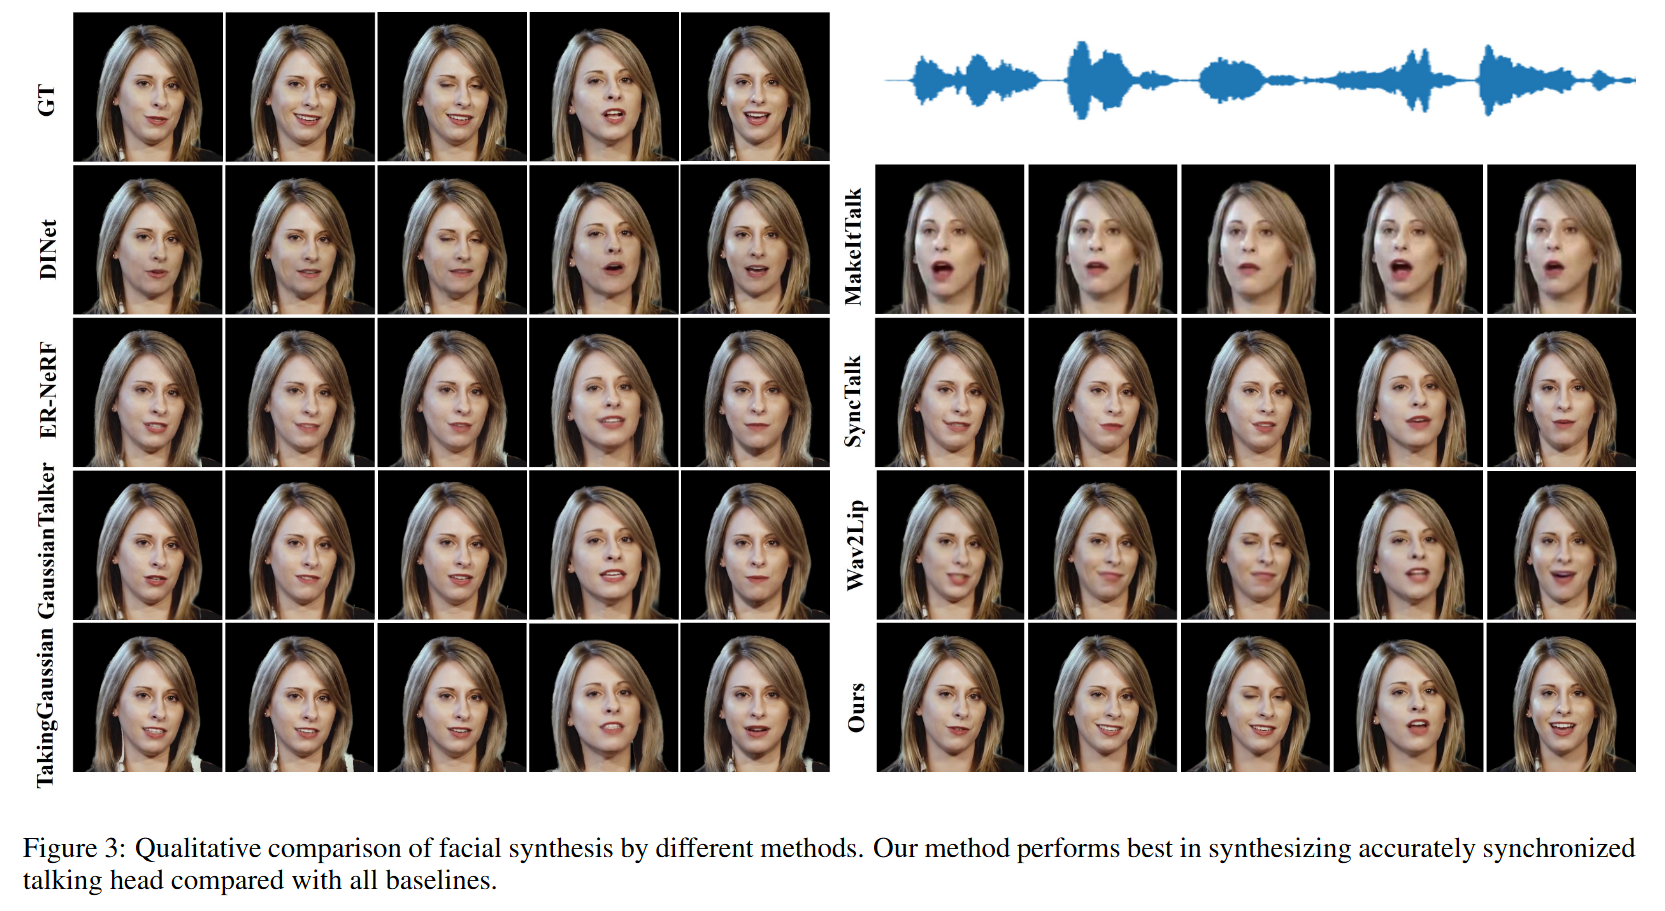 GT
DINet
MakeItTalk
ER-NeRF
SyncTalk
GaussianTalker
Wav2Lip
TakingGaussian
Ours
Figure 3: Qualitative comparison of facial synthesis by different methods. Our method performs best in synthesizing accurately synchronized
talking head compared with all baselines.